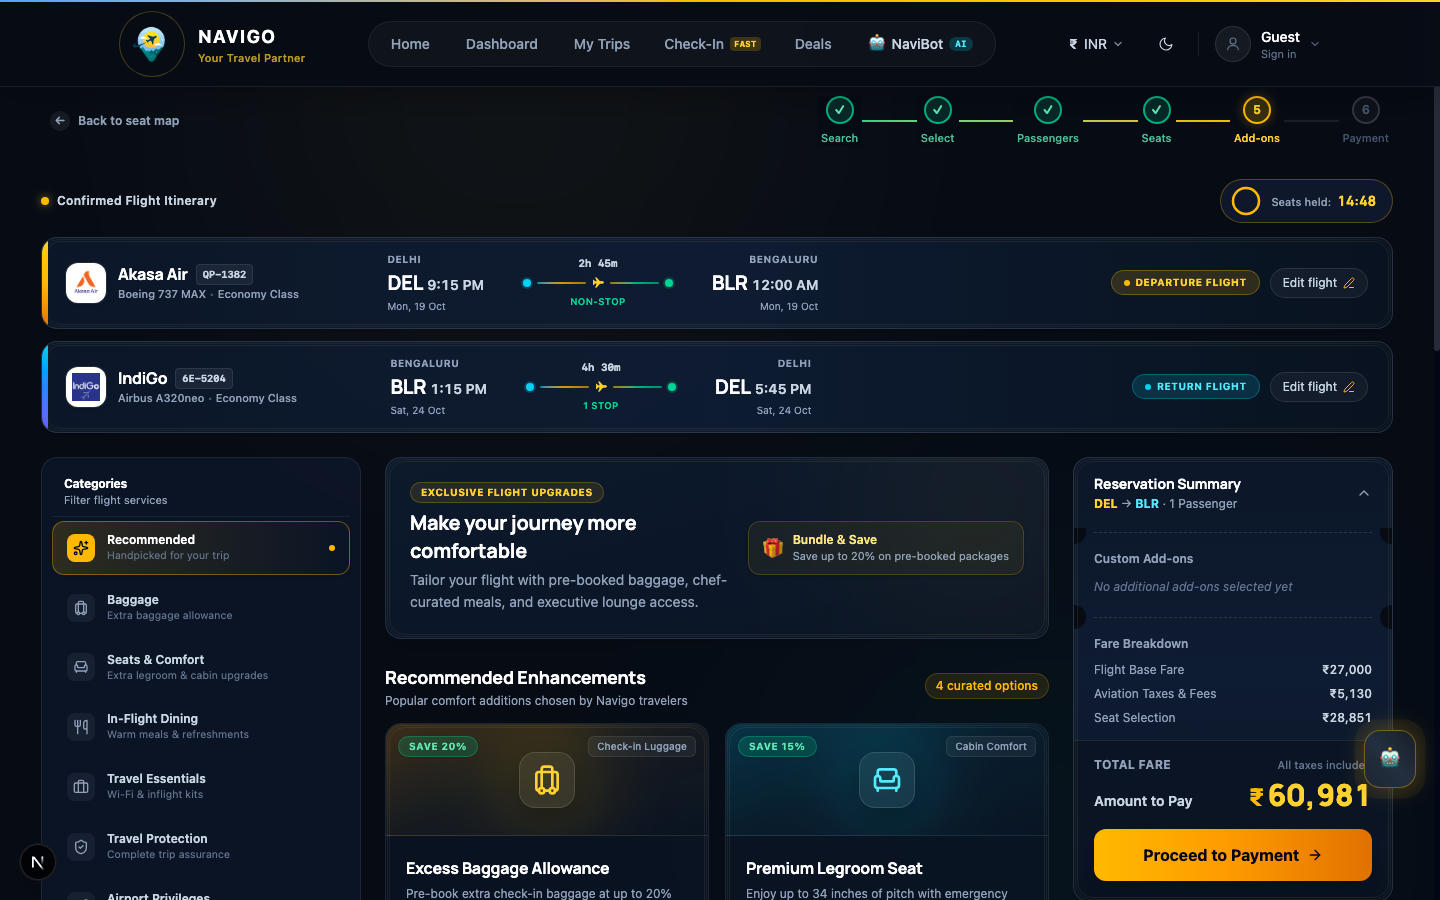 NAVIGO
Your Travel Partner
Home
Dashboard
My Trips
Check-In FAST
Deals
NaviBot AI
₹ INR
Guest
Sign in
Back to seat map
Search
Select
Passengers
Seats
5
Add-ons
6
Payment
Confirmed Flight Itinerary
Seats held: 14:48
Akasa Air
Akasa Air QP-1382
Boeing 737 MAX · Economy Class
DELHI
DEL 9:15 PM
Mon, 19 Oct
2h 45m
NON-STOP
BENGALURU
BLR 12:00 AM
Mon, 19 Oct
DEPARTURE FLIGHT
Edit flight
IndiGo
IndiGo 6E-5204
Airbus A320neo · Economy Class
BENGALURU
BLR 1:15 PM
Sat, 24 Oct
4h 30m
1 STOP
DELHI
DEL 5:45 PM
Sat, 24 Oct
RETURN FLIGHT
Edit flight
Categories
Filter flight services
Recommended
Handpicked for your trip
Baggage
Extra baggage allowance
Seats & Comfort
Extra legroom & cabin upgrades
In-Flight Dining
Warm meals & refreshments
Travel Essentials
Wi-Fi & inflight kits
Travel Protection
Complete trip assurance
Airport Privileges
N
EXCLUSIVE FLIGHT UPGRADES
Make your journey more
comfortable
Tailor your flight with pre-booked baggage, chef-
curated meals, and executive lounge access.
Bundle & Save
Save up to 20% on pre-booked packages
Recommended Enhancements
Popular comfort additions chosen by Navigo travelers
4 curated options
SAVE 20%
Check-in Luggage
Excess Baggage Allowance
Pre-book extra check-in baggage at up to 20%
SAVE 15%
Cabin Comfort
Premium Legroom Seat
Enjoy up to 34 inches of pitch with emergency
Reservation Summary
DEL → BLR · 1 Passenger
Custom Add-ons
No additional add-ons selected yet
Fare Breakdown
Flight Base Fare ₹27,000
Aviation Taxes & Fees ₹5,130
Seat Selection ₹28,851
TOTAL FARE
All taxes include
Amount to Pay ₹60,981
Proceed to Payment →